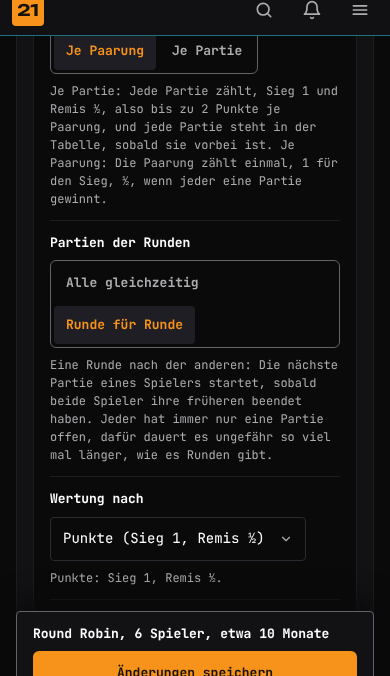 21
Je Paarung
Je Partie
Je Partie: Jede Partie zählt, Sieg 1 und
Remis ½, also bis zu 2 Punkte je
Paarung, und jede Partie steht in der
Tabelle, sobald sie vorbei ist. Je
Paarung: Die Paarung zählt einmal, 1 für
den Sieg, ½, wenn jeder eine Partie
gewinnt.
Partien der Runden
Alle gleichzeitig
Runde für Runde
Eine Runde nach der anderen: Die nächste
Partie eines Spielers startet, sobald
beide Spieler ihre früheren beendet
haben. Jeder hat immer nur eine Partie
offen, dafür dauert es ungefähr so viel
mal länger, wie es Runden gibt.
Wertung nach
Punkte (Sieg 1, Remis ½)
Punkte: Sieg 1, Remis ½.
Round Robin, 6 Spieler, etwa 10 Monate
Änderungen speichern